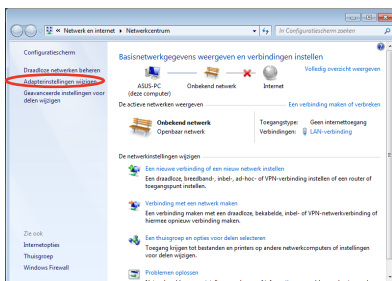 « Netwerk en internet ▸ Netwerkcentrum
In Configuratiescherm zoeken
Configuratiescherm
Draadloze netwerken beheren
Adapterinstellingen wijzigen
Geavanceerde instellingen voor
delen wijzigen
Basisnetwerkgegevens weergeven en verbindingen instellen
Volledig overzicht weergeven
ASUS-PC
(deze computer)
Onbekend netwerk
Internet
De actieve netwerken weergeven
Een verbinding maken of verbreken
Onbekend netwerk
Openbaar netwerk
Toegangstype: Geen internettoegang
Verbindingen: LAN-verbinding
De netwerkinstellingen wijzigen
Een nieuwe verbinding of een nieuw netwerk instellen
Een draadloze, breedband-, inbel-, ad-hoc- of VPN-verbinding instellen of een router of
toegangspunt instellen.
Verbinding met een netwerk maken
Een verbinding maken met een draadloze, bekabelde, inbel- of VPN-netwerkverbinding of
hiermee opnieuw verbinding maken.
Een thuisgroep en opties voor delen selecteren
Toegang krijgen tot bestanden en printers op andere netwerkcomputers of instellingen
voor delen wijzigen.
Problemen oplossen
Zie ook
Internetopties
Thuisgroep
Windows Firewall